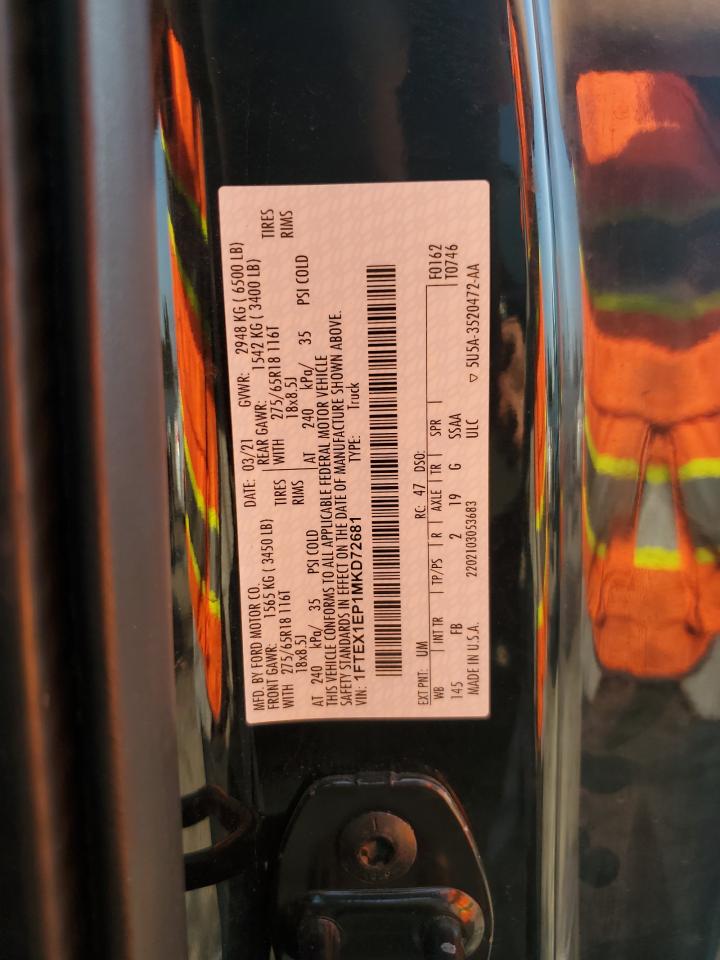 MFD. BY FORD MOTOR CO. DATE: 03/21 GVWR: 2948 KG ( 6500 LB)
FRONT GAWR: 1565 KG ( 3450 LB) REAR GAWR: 1542 KG ( 3400 LB)
WITH 275/65R18 116T TIRES WITH 275/65R18 116T TIRES
18x8.5J RIMS 18x8.5J RIMS
AT 240 kPa/ 35 PSI COLD AT 240 kPa/ 35 PSI COLD
THIS VEHICLE CONFORMS TO ALL APPLICABLE FEDERAL MOTOR VEHICLE
SAFETY STANDARDS IN EFFECT ON THE DATE OF MANUFACTURE SHOWN ABOVE.
VIN: 1FTEX1EP1MKD72681 TYPE: Truck
EXT PNT: UM RC: 47 DSO: F0162
WB INT TR TP/PS R AXLE TR SPR T0746
145 FB 2 19 G SSAA
MADE IN U.S.A. 2202103053683 ULC ▽ 5U5A-3520472-AA